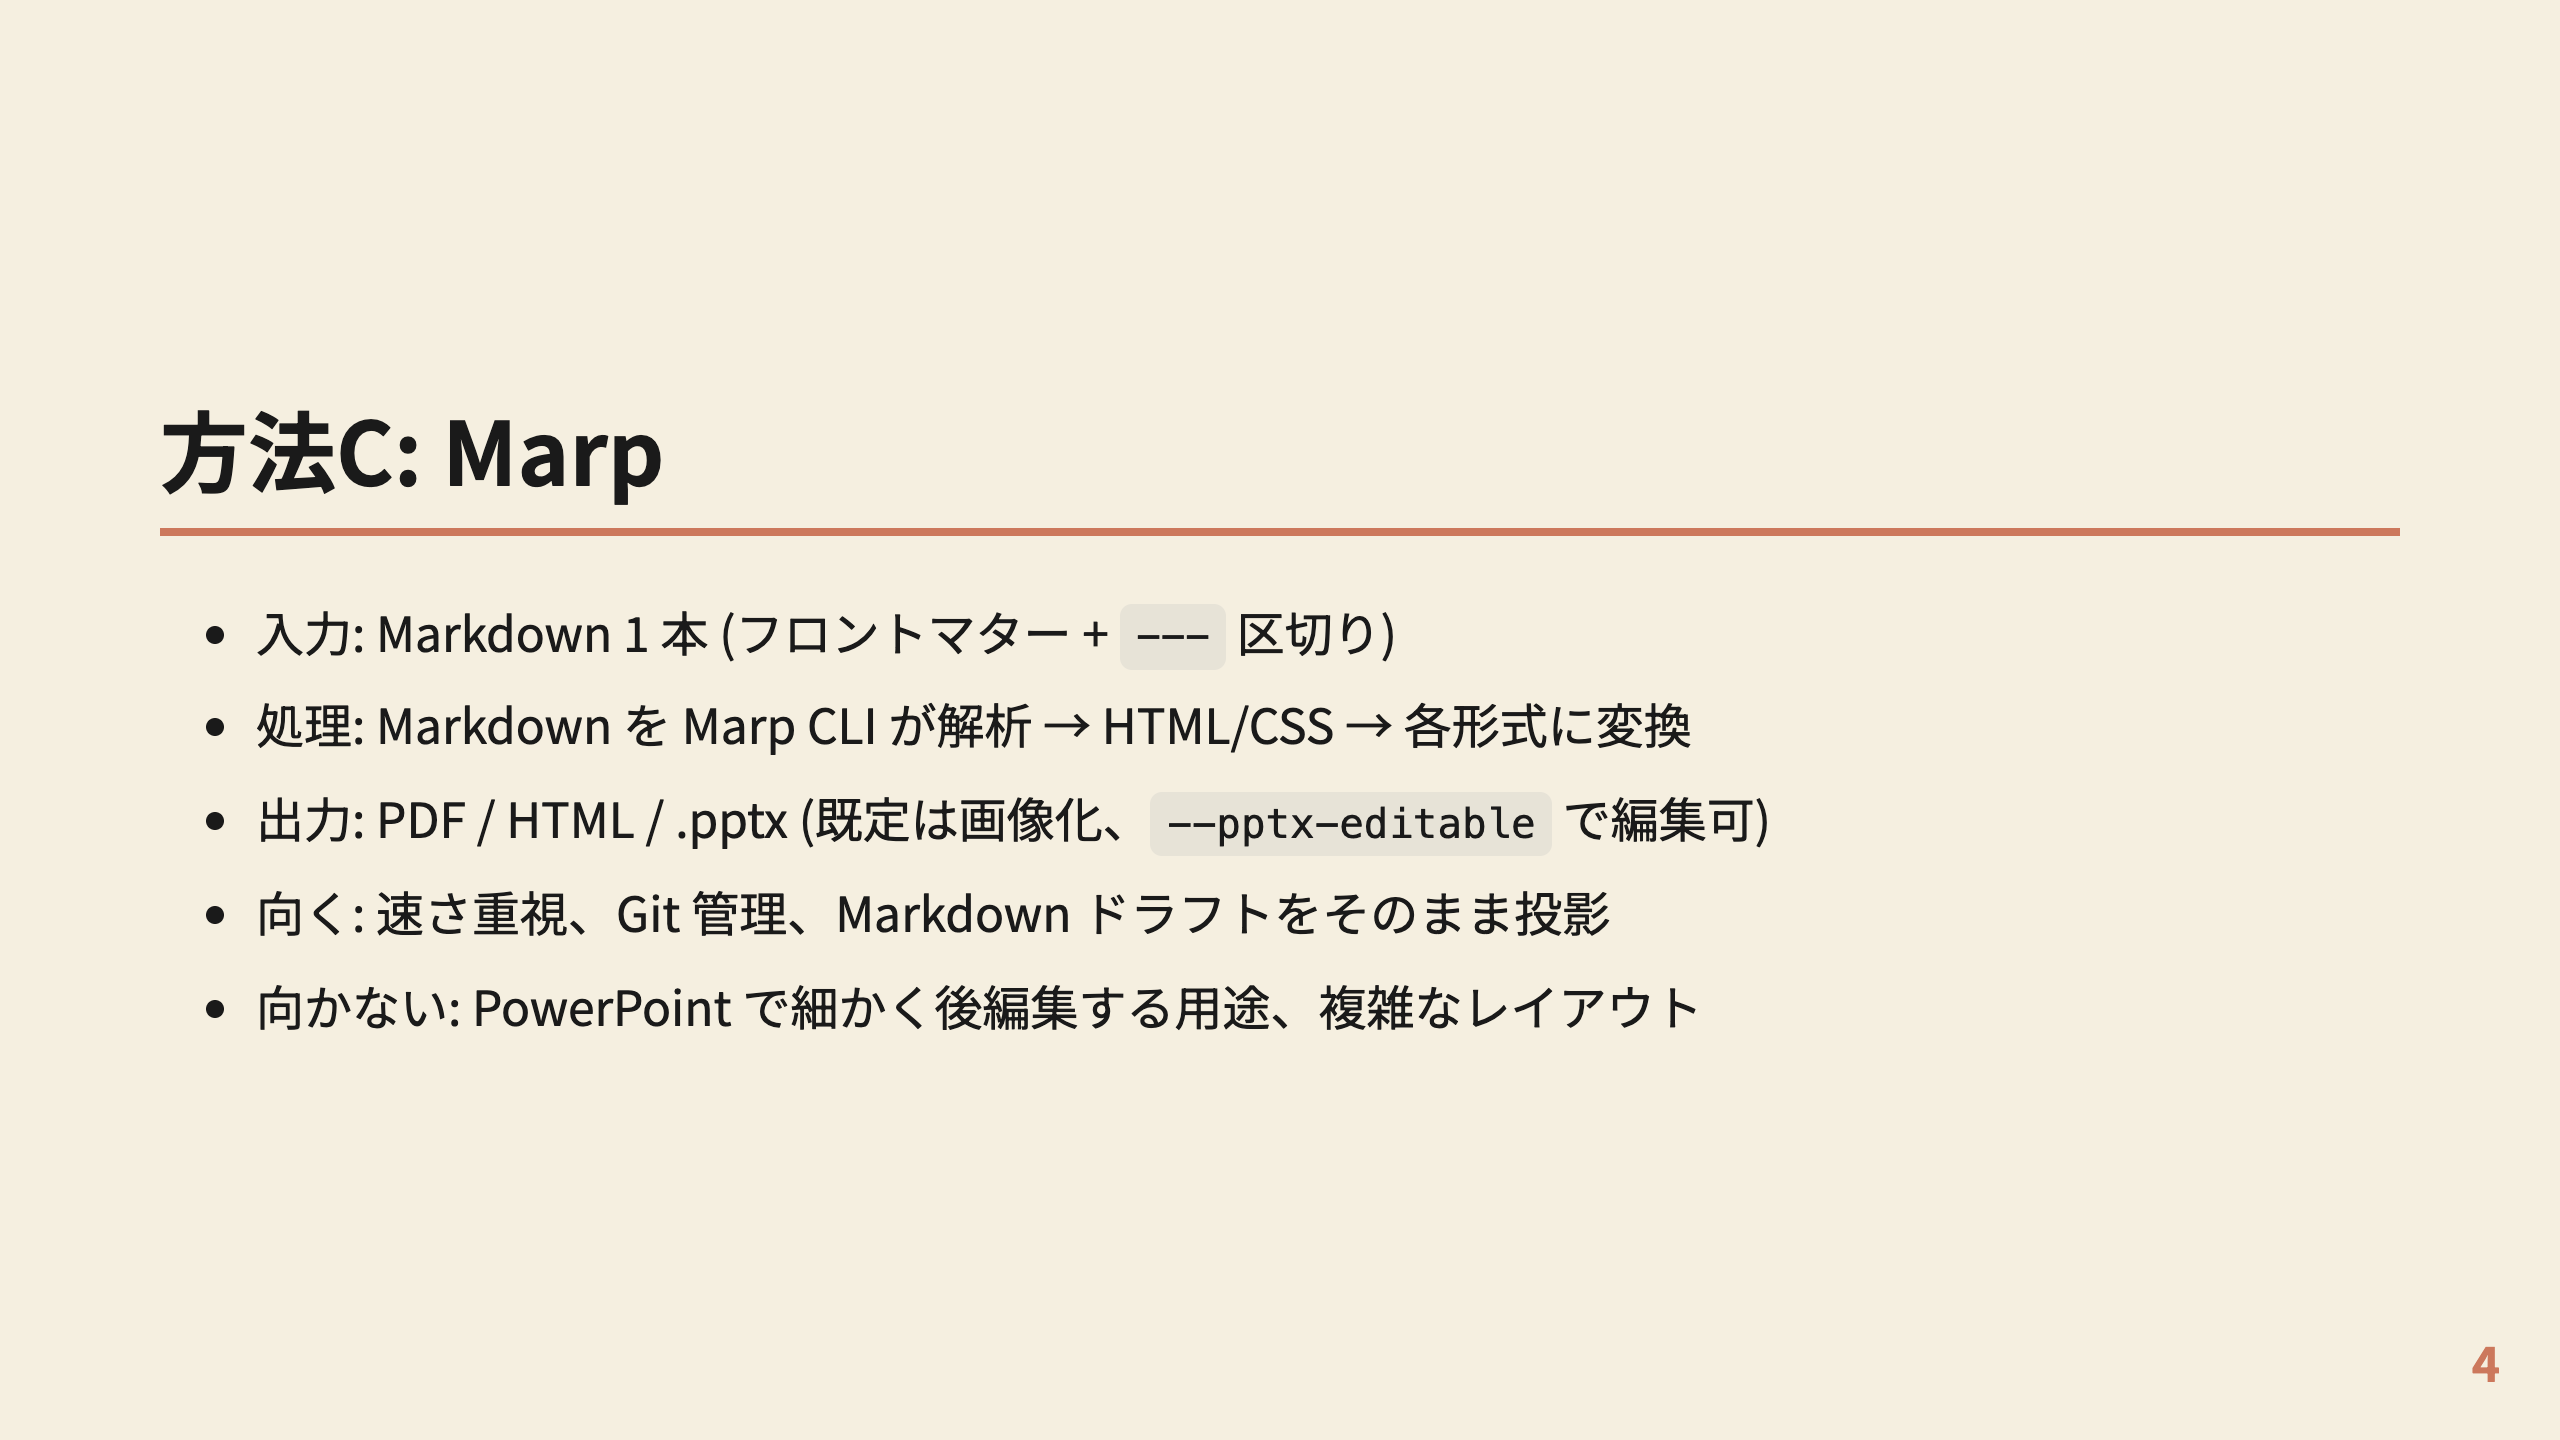 方法C: Marp
• 入力: Markdown 1 本 (フロントマター + --- 区切り)
• 処理: Markdown を Marp CLI が解析 → HTML/CSS → 各形式に変換
• 出力: PDF / HTML / .pptx (既定は画像化、 --pptx-editable で編集可)
• 向く: 速さ重視、Git 管理、Markdown ドラフトをそのまま投影
• 向かない: PowerPoint で細かく後編集する用途、複雑なレイアウト
4